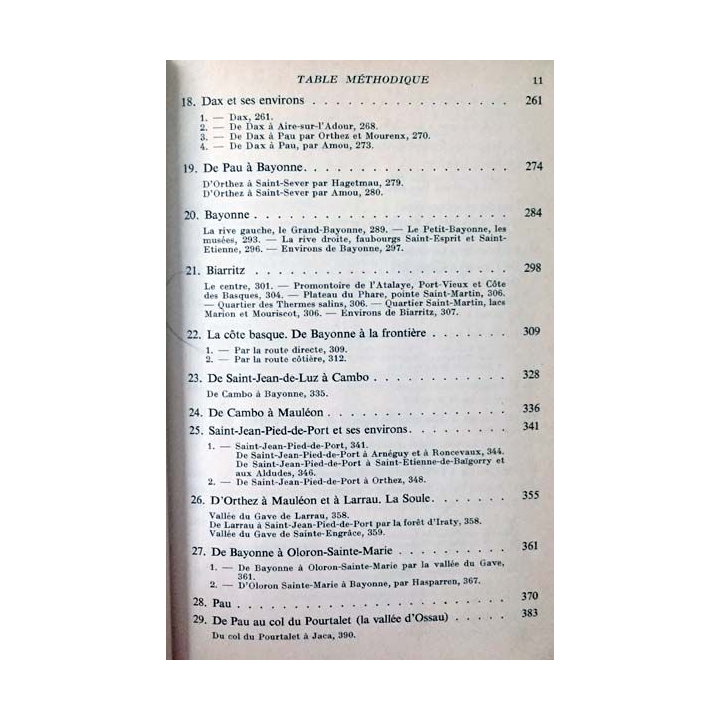 TABLE MÉTHODIQUE 11
18. Dax et ses environs . . . . . . . . . . . . . . . . . . 261
1. — Dax, 261.
2. — De Dax à Aire-sur-l'Adour, 268.
3. — De Dax à Pau par Orthez et Mourenx, 270.
4. — De Dax à Pau, par Amou, 273.
19. De Pau à Bayonne. . . . . . . . . . . . . . . . . . . 274
D'Orthez à Saint-Sever par Hagetmau, 279.
D'Orthez à Saint-Sever par Amou, 280.
20. Bayonne . . . . . . . . . . . . . . . . . . . . . . 284
La rive gauche, le Grand-Bayonne, 289. — Le Petit-Bayonne, les
musées, 293. — La rive droite, faubourgs Saint-Esprit et Saint-
Etienne, 296. — Environs de Bayonne, 297.
21. Biarritz . . . . . . . . . . . . . . . . . . . . . . 298
Le centre, 301. — Promontoire de l'Atalaye, Port-Vieux et Côte
des Basques, 304. — Plateau du Phare, pointe Saint-Martin, 306.
— Quartier des Thermes salins, 306. — Quartier Saint-Martin, lacs
Marion et Mouriscot, 306. — Environs de Biarritz, 307.
22. La côte basque. De Bayonne à la frontière . . . . . . . 309
1. — Par la route directe, 309.
2. — Par la route côtière, 312.
23. De Saint-Jean-de-Luz à Cambo . . . . . . . . . . . . 328
De Cambo à Bayonne, 335.
24. De Cambo à Mauléon . . . . . . . . . . . . . . . . 336
25. Saint-Jean-Pied-de-Port et ses environs. . . . . . . . . 341
1. — Saint-Jean-Pied-de-Port, 341.
De Saint-Jean-Pied-de-Port à Arnéguy et à Roncevaux, 344.
De Saint-Jean-Pied-de-Port à Saint-Etienne-de-Baïgorry et
aux Aldudes, 346.
2. — De Saint-Jean-Pied-de-Port à Orthez, 348.
26. D'Orthez à Mauléon et à Larrau. La Soule. . . . . . . . 355
Vallée du Gave de Larrau, 358.
De Larrau à Saint-Jean-Pied-de-Port par la forêt d'Iraty, 358.
Vallée du Gave de Sainte-Engrâce, 359.
27. De Bayonne à Oloron-Sainte-Marie . . . . . . . . . . 361
1. — De Bayonne à Oloron-Sainte-Marie par la vallée du Gave,
361.
2. — D'Oloron Sainte-Marie à Bayonne, par Hasparren, 367.
28. Pau . . . . . . . . . . . . . . . . . . . . . . . . 370
29. De Pau au col du Pourtalet (la vallée d'Ossau) . . . . . 383
Du col du Pourtalet à Jaca, 390.